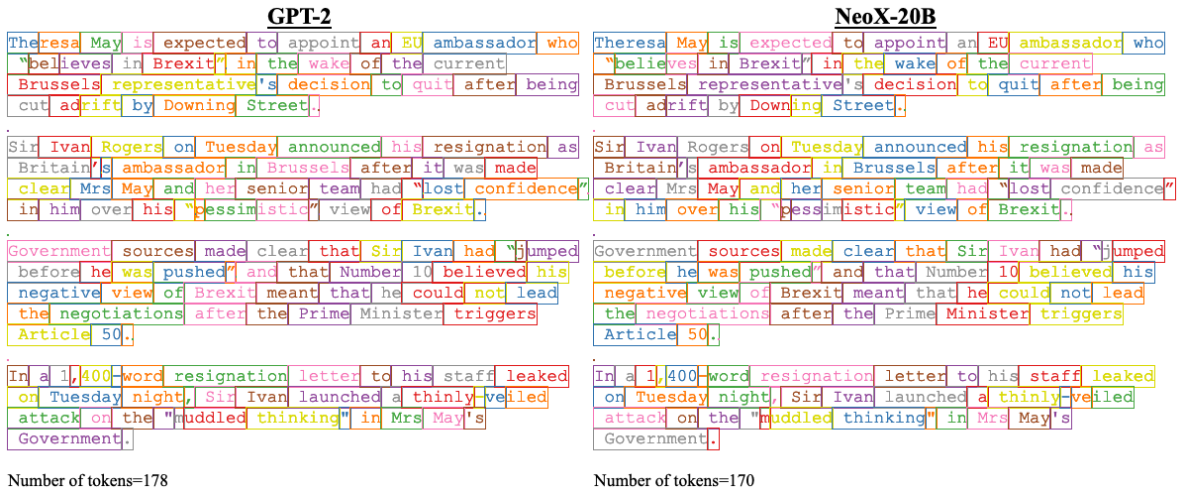 GPT-2
Theresa May is expected to appoint an EU ambassador who
“believes in Brexit” in the wake of the current
Brussels representative's decision to quit after being
cut adrift by Downing Street..
.
Sir Ivan Rogers on Tuesday announced his resignation as
Britain’s ambassador in Brussels after it was made
clear Mrs May and her senior team had “lost confidence”
in him over his “pessimistic” view of Brexit.
.
Government sources made clear that Sir Ivan had “jumped
before he was pushed” and that Number 10 believed his
negative view of Brexit meant that he could not lead
the negotiations after the Prime Minister triggers
Article 50.
.
In a 1,400-word resignation letter to his staff leaked
on Tuesday night, Sir Ivan launched a thinly-veiled
attack on the "muddled thinking" in Mrs May's
Government.
Number of tokens=178
NeoX-20B
Theresa May is expected to appoint an EU ambassador who
“believes in Brexit” in the wake of the current
Brussels representative's decision to quit after being
cut adrift by Downing Street..
.
Sir Ivan Rogers on Tuesday announced his resignation as
Britain’s ambassador in Brussels after it was made
clear Mrs May and her senior team had “lost confidence”
in him over his “pessimistic” view of Brexit.
.
Government sources made clear that Sir Ivan had “jumped
before he was pushed” and that Number 10 believed his
negative view of Brexit meant that he could not lead
the negotiations after the Prime Minister triggers
Article 50.
.
In a 1,400-word resignation letter to his staff leaked
on Tuesday night, Sir Ivan launched a thinly-veiled
attack on the "muddled thinking" in Mrs May's
Government.
Number of tokens=170